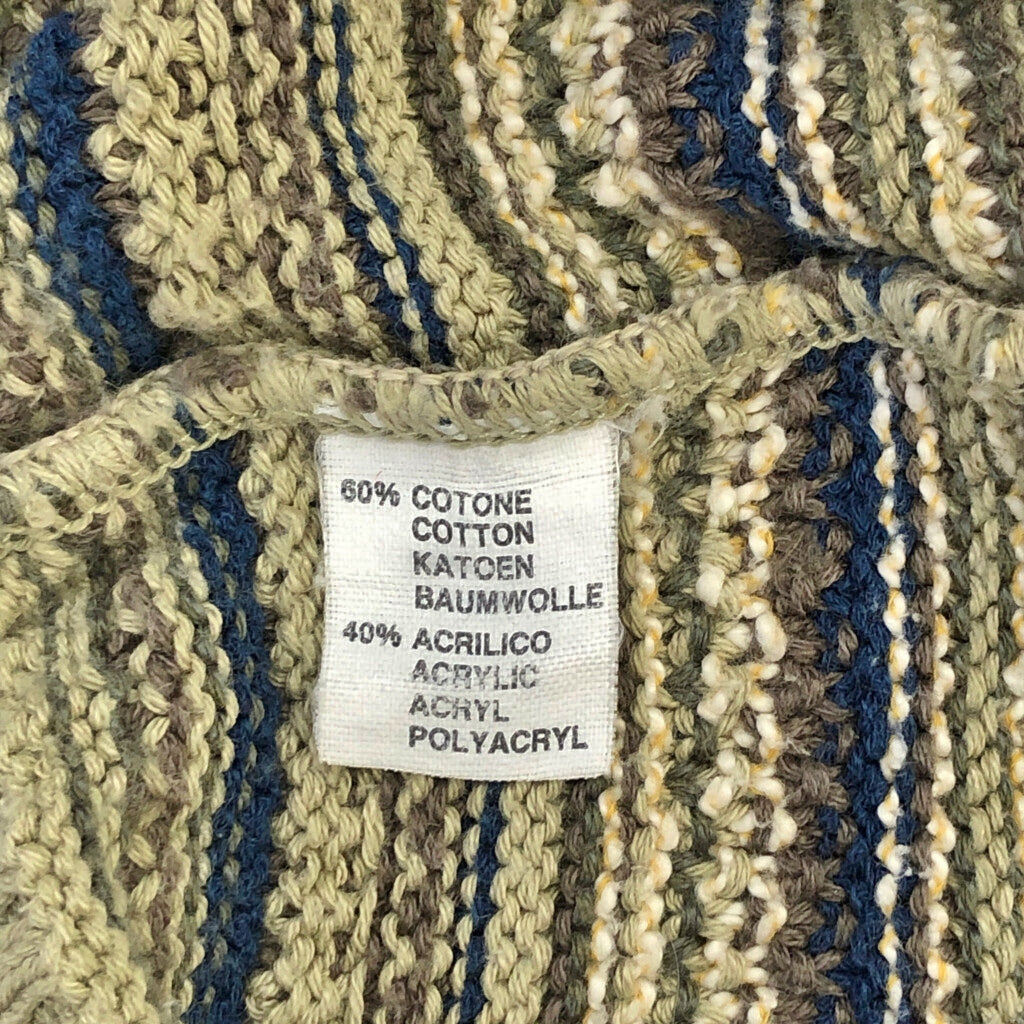 60% COTONE
COTTON
KATOEN
BAUMWOLLE
40% ACRILICO
ACRYLIC
ACRYL
POLYACRYL